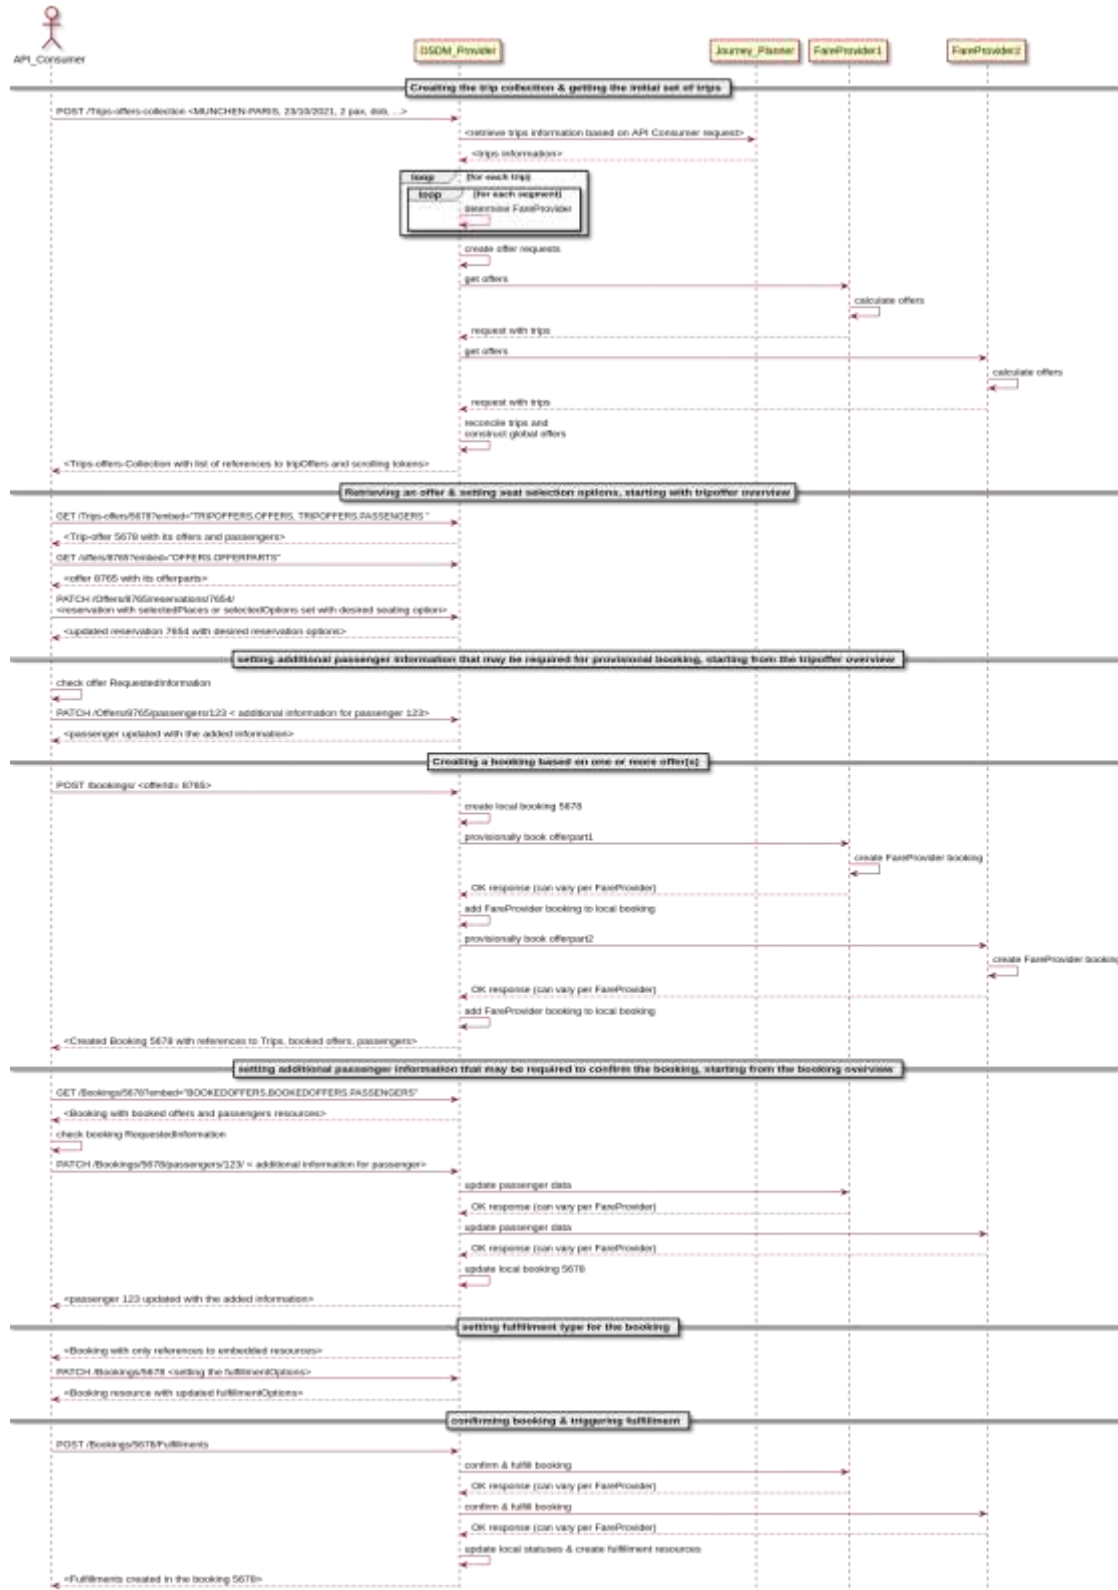 API_Consumer
OSDM_Provider
Journey_Planner
FareProvider1
FareProvider2
Creating the trip collection & getting the initial set of trips
POST /Trips-offers-collection <MUNCHEN-PARIS, 23/10/2021, 2 pax, dob, ...>
<retrieve trips information based on API Consumer request>
<trips information>
loop [for each trip]
loop [for each segment]
determine FareProvider
create offer requests
get offers
calculate offers
request with trips
get offers
calculate offers
request with trips
reconcile trips and
construct global offers
<Trips-offers-Collection with list of references to tripOffers and scrolling tokens>
Retrieving an offer & setting seat selection options, starting with tripoffer overview
GET /Trips-offers/5678?embed="TRIPOFFERS.OFFERS, TRIPOFFERS.PASSENGERS "
<Trip-offer 5678 with its offers and passengers>
GET /offers/8765?embed="OFFERS.OFFERPARTS"
<offer 8765 with its offerparts>
PATCH /Offers/8765/reservations/7654/
<reservation with selectedPlaces or selectedOptions set with desired seating option>
<updated reservation 7654 with desired reservation options>
setting additional passenger information that may be required for provisional booking, starting from the tripoffer overview
check offer RequestedInformation
PATCH /Offers/8765/passengers/123 < additional information for passenger 123>
<passenger updated with the added information>
Creating a booking based on one or more offer(s)
POST /bookings/ <offerId= 8765>
create local booking 5678
provisionally book offerpart1
create FareProvider booking
OK response (can vary per FareProvider)
add FareProvider booking to local booking
provisionally book offerpart2
create FareProvider booking
OK response (can vary per FareProvider)
add FareProvider booking to local booking
<Created Booking 5678 with references to Trips, booked offers, passengers>
setting additional passenger information that may be required to confirm the booking, starting from the booking overview
GET /Bookings/5678?embed="BOOKEDOFFERS,BOOKEDOFFERS.PASSENGERS"
<Booking with booked offers and passengers resources>
check booking RequestedInformation
PATCH /Bookings/5678/passengers/123/ < additional information for passenger>
update passenger data
OK response (can vary per FareProvider)
update passenger data
OK response (can vary per FareProvider)
update local booking 5678
<passenger 123 updated with the added information>
setting fulfillment type for the booking
<Booking with only references to embedded resources>
PATCH /Bookings/5678 <setting the fulfillmentOptions>
<Booking resource with updated fulfillmentOptions>
confirming booking & triggering fulfillment
POST /Bookings/5678/Fulfillments
confirm & fulfill booking
OK response (can vary per FareProvider)
confirm & fulfill booking
OK response (can vary per FareProvider)
update local statuses & create fulfillment resources
<Fulfillments created in the booking 5678>